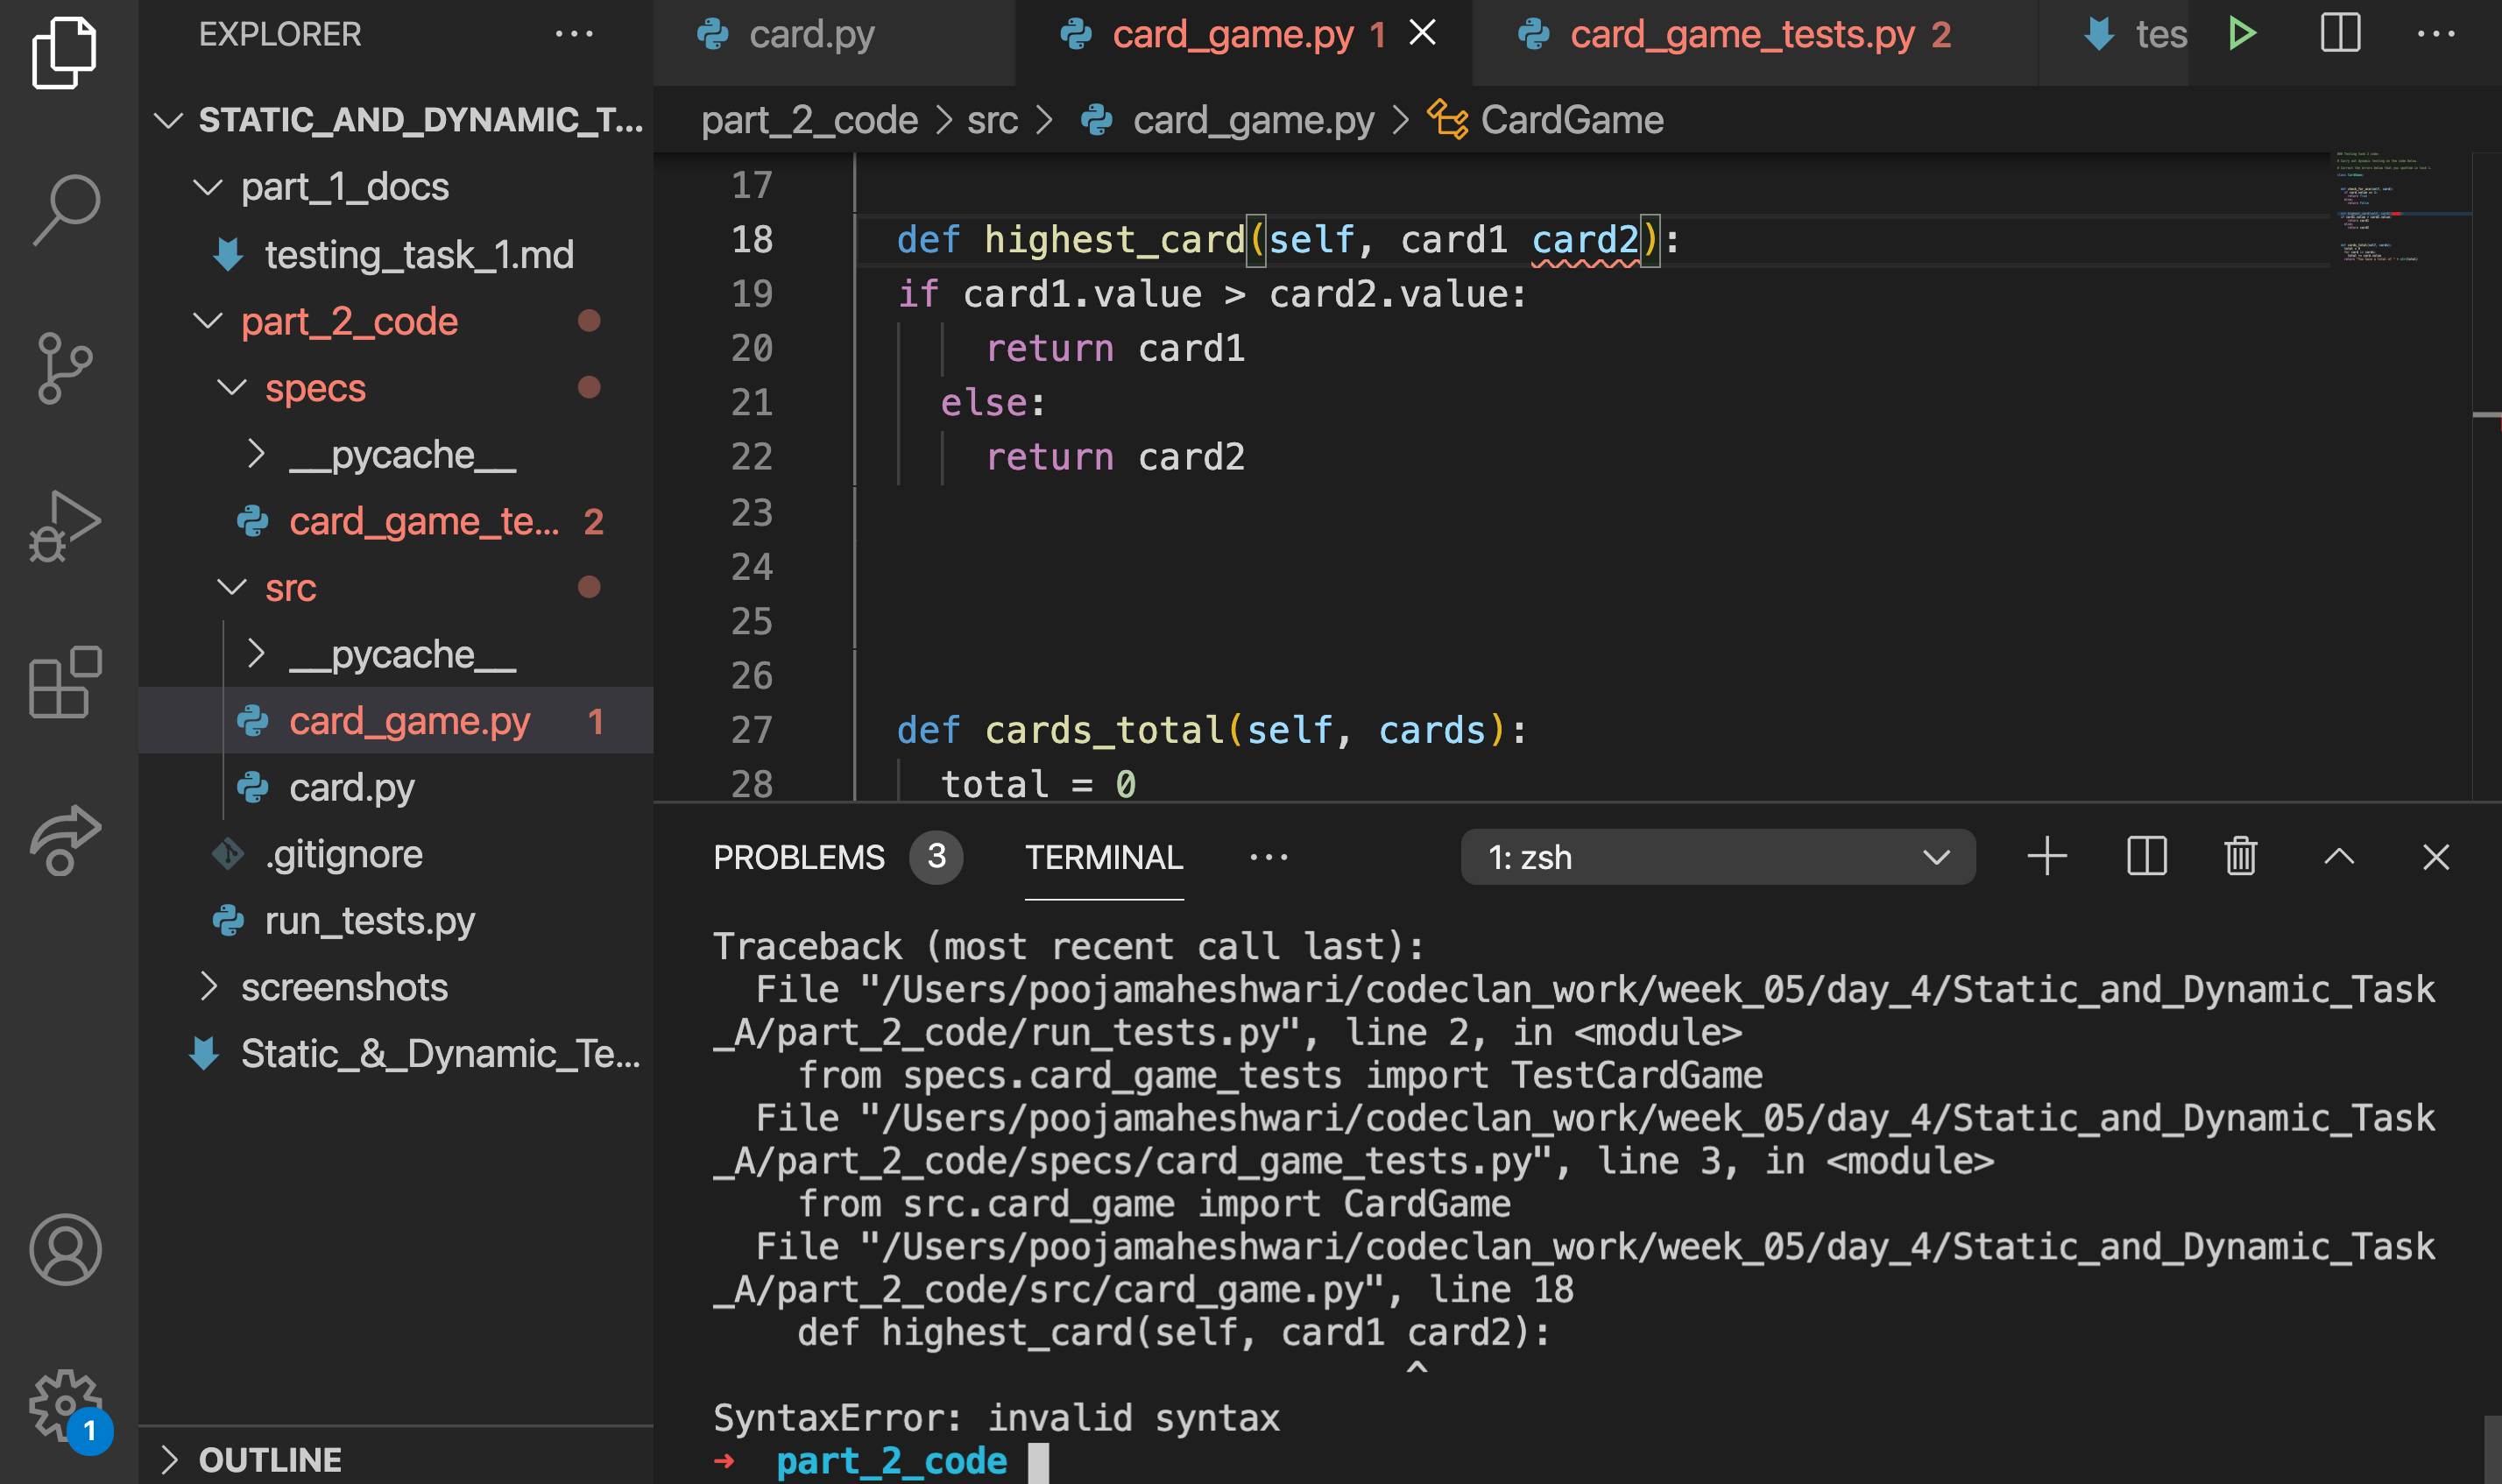 EXPLORER
STATIC_AND_DYNAMIC_T...
part_1_docs
testing_task_1.md
part_2_code
specs
__pycache__
card_game_te... 2
src
__pycache__
card_game.py 1
card.py
.gitignore
run_tests.py
screenshots
Static_&_Dynamic_Te...
OUTLINE
1
card.py card_game.py 1 card_game_tests.py 2 tes
part_2_code > src > card_game.py > CardGame
17
18 def highest_card(self, card1 card2):
19 if card1.value > card2.value:
20 return card1
21 else:
22 return card2
23
24
25
26
27 def cards_total(self, cards):
28 total = 0
PROBLEMS 3 TERMINAL 1: zsh
Traceback (most recent call last):
File "/Users/poojamaheshwari/codeclan_work/week_05/day_4/Static_and_Dynamic_Task
_A/part_2_code/run_tests.py", line 2, in <module>
from specs.card_game_tests import TestCardGame
File "/Users/poojamaheshwari/codeclan_work/week_05/day_4/Static_and_Dynamic_Task
_A/part_2_code/specs/card_game_tests.py", line 3, in <module>
from src.card_game import CardGame
File "/Users/poojamaheshwari/codeclan_work/week_05/day_4/Static_and_Dynamic_Task
_A/part_2_code/src/card_game.py", line 18
def highest_card(self, card1 card2):
^
SyntaxError: invalid syntax
➜ part_2_code